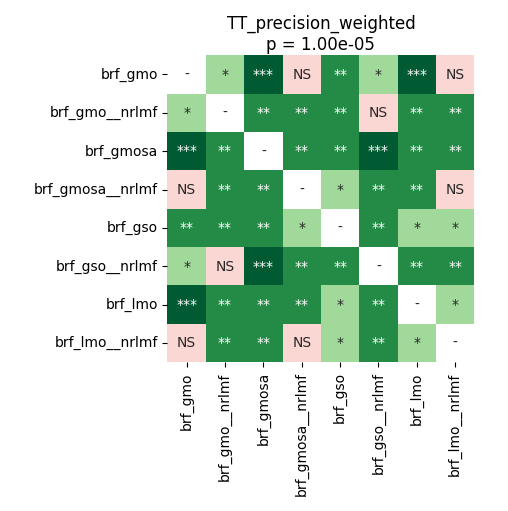 TT_precision_weighted
p = 1.00e-05
brf_gmo - * *** NS ** * *** NS
brf_gmo__nrlmf * - ** ** ** NS ** **
brf_gmosa *** ** - ** ** *** ** **
brf_gmosa__nrlmf NS ** ** - * ** ** NS
brf_gso ** ** ** * - ** * *
brf_gso__nrlmf * NS *** ** ** - ** **
brf_lmo *** ** ** ** * ** - *
brf_lmo__nrlmf NS ** ** NS * ** * -
brf_gmo
brf_gmo__nrlmf
brf_gmosa
brf_gmosa__nrlmf
brf_gso
brf_gso__nrlmf
brf_lmo
brf_lmo__nrlmf